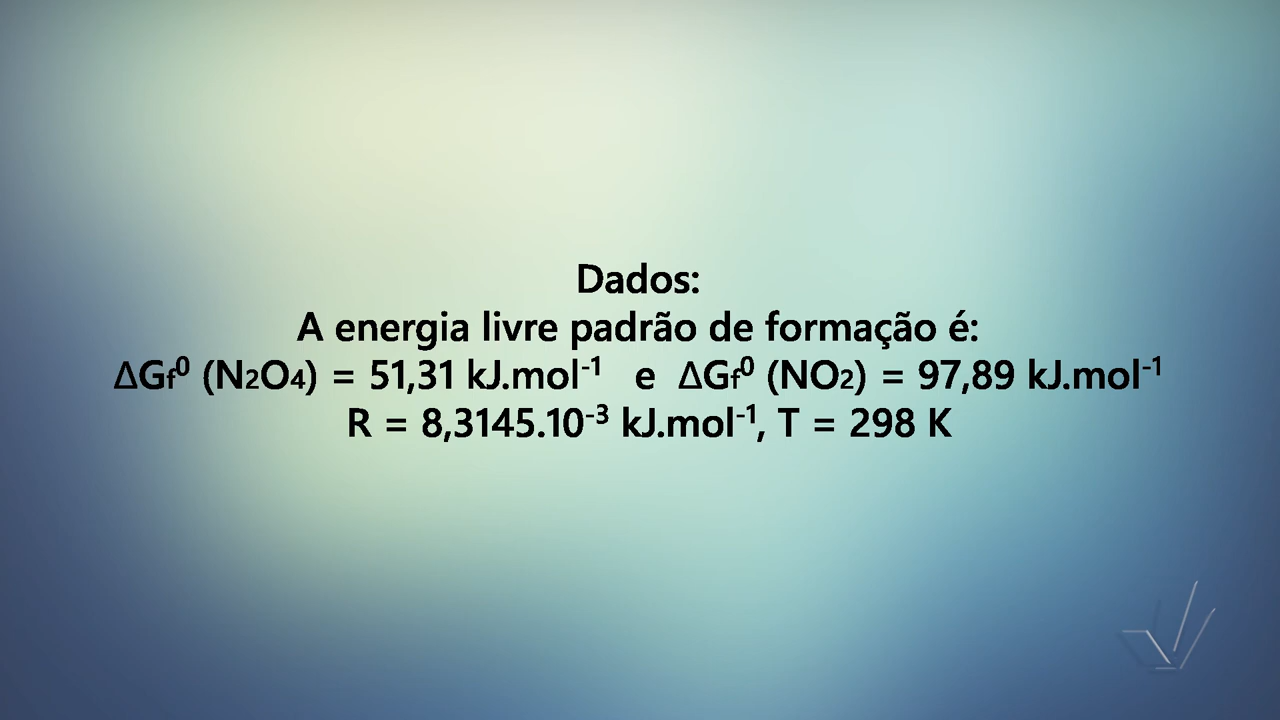 Dados:
A energia livre padrão de formação é:
ΔGf⁰ (N₂O₄) = 51,31 kJ.mol⁻¹ e ΔGf⁰ (NO₂) = 97,89 kJ.mol⁻¹
R = 8,3145.10⁻³ kJ.mol⁻¹, T = 298 K